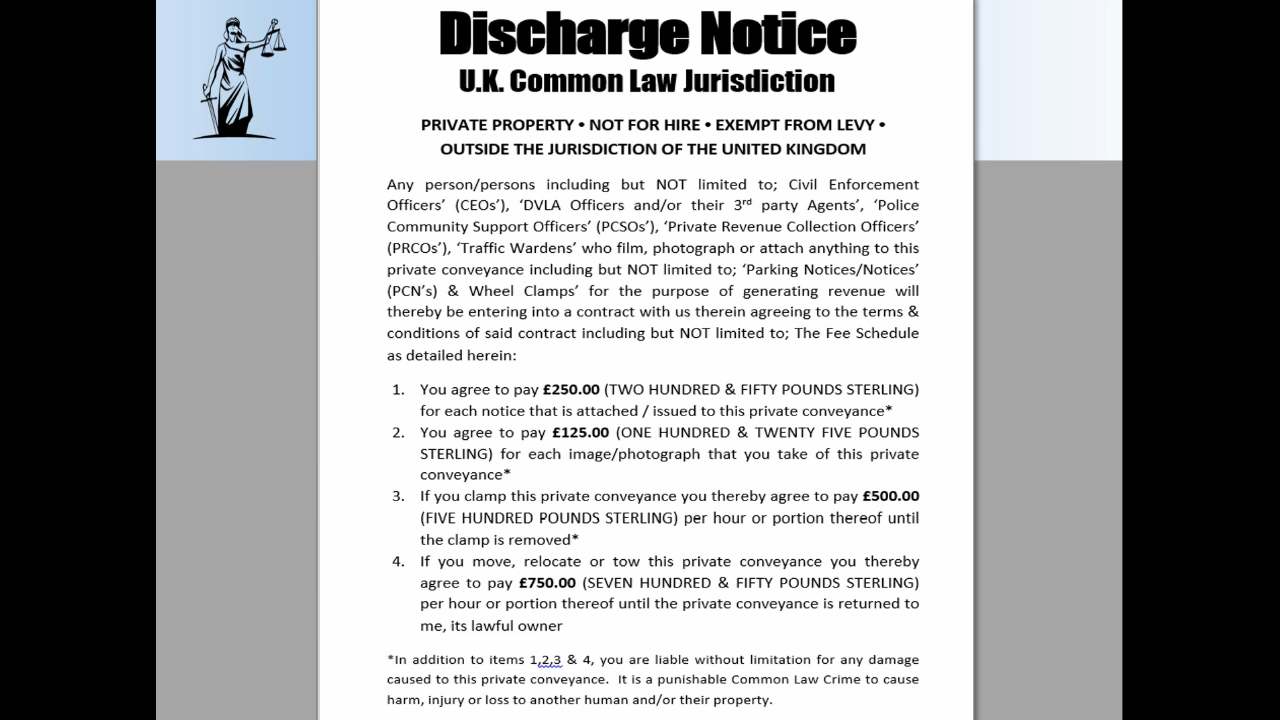 Discharge Notice
U.K. Common Law Jurisdiction
PRIVATE PROPERTY • NOT FOR HIRE • EXEMPT FROM LEVY •
OUTSIDE THE JURISDICTION OF THE UNITED KINGDOM
Any person/persons including but NOT limited to; Civil Enforcement
Officers’ (CEOs’), ‘DVLA Officers and/or their 3rd party Agents’, ‘Police
Community Support Officers’ (PCSOs’), ‘Private Revenue Collection Officers’
(PRCOs’), ‘Traffic Wardens’ who film, photograph or attach anything to this
private conveyance including but NOT limited to; ‘Parking Notices/Notices’
(PCN’s) & Wheel Clamps’ for the purpose of generating revenue will
thereby be entering into a contract with us therein agreeing to the terms &
conditions of said contract including but NOT limited to; The Fee Schedule
as detailed herein:
1. You agree to pay £250.00 (TWO HUNDRED & FIFTY POUNDS STERLING)
for each notice that is attached / issued to this private conveyance*
2. You agree to pay £125.00 (ONE HUNDRED & TWENTY FIVE POUNDS
STERLING) for each image/photograph that you take of this private
conveyance*
3. If you clamp this private conveyance you thereby agree to pay £500.00
(FIVE HUNDRED POUNDS STERLING) per hour or portion thereof until
the clamp is removed*
4. If you move, relocate or tow this private conveyance you thereby
agree to pay £750.00 (SEVEN HUNDRED & FIFTY POUNDS STERLING)
per hour or portion thereof until the private conveyance is returned to
me, its lawful owner
*In addition to items 1,2,3 & 4, you are liable without limitation for any damage
caused to this private conveyance. It is a punishable Common Law Crime to cause
harm, injury or loss to another human and/or their property.